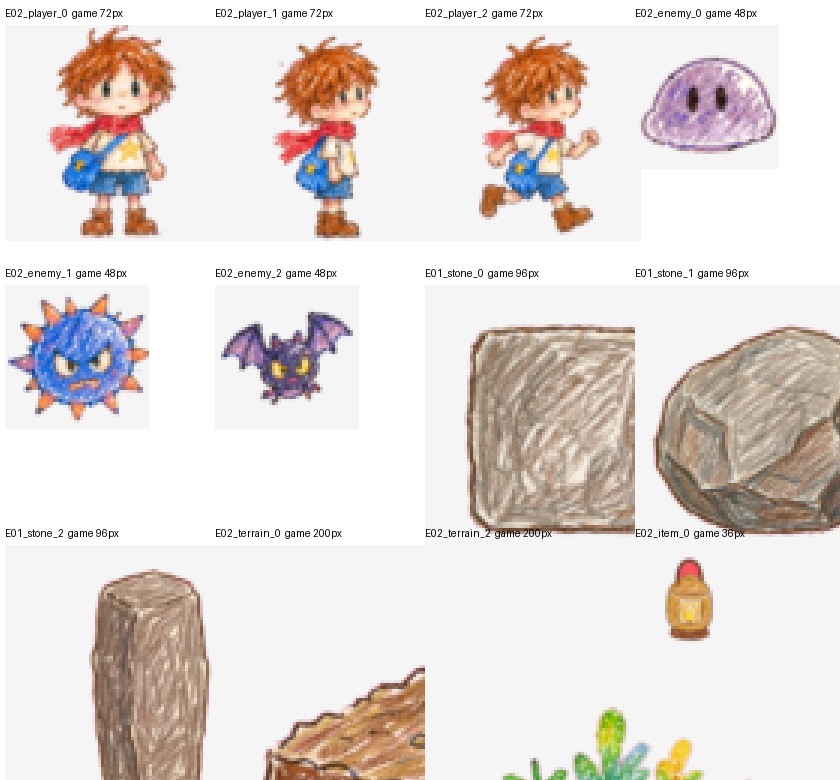 E02_player_0 game 72px
E02_player_1 game 72px
E02_player_2 game 72px
E02_enemy_0 game 48px
E02_enemy_1 game 48px
E02_enemy_2 game 48px
E01_stone_0 game 96px
E01_stone_1 game 96px
E01_stone_2 game 96px
E02_terrain_0 game 200px
E02_terrain_2 game 200px
E02_item_0 game 36px